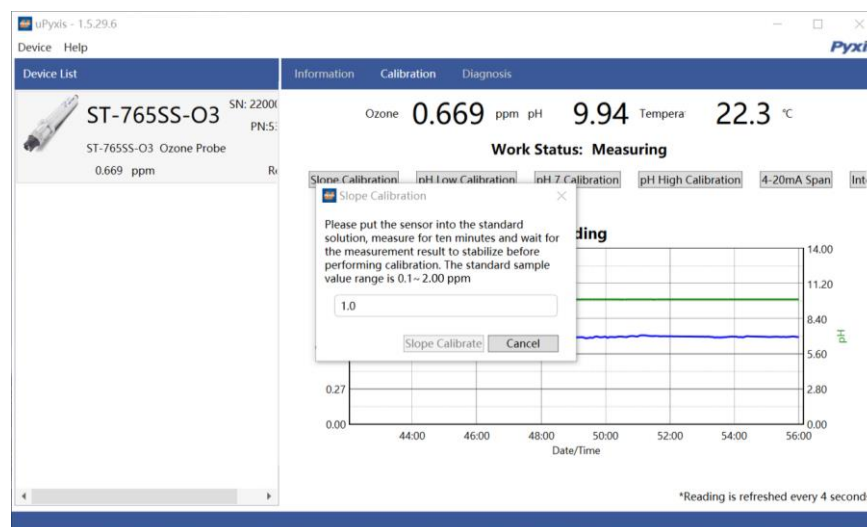 uPyxis - 1.5.29.6
Device Help
Pyxi
Device List
Information Calibration Diagnosis
ST-765SS-O3
SN: 2200
PN:5
ST-765SS-O3 Ozone Probe
0.669 ppm
Ozone 0.669 ppm pH 9.94 Tempera 22.3 °C
Work Status: Measuring
Slope Calibration pH Low Calibration pH 7 Calibration pH High Calibration 4-20mA Span Int
Slope Calibration
Please put the sensor into the standard
solution, measure for ten minutes and wait for
the measurement result to stabilize before
performing calibration. The standard sample
value range is 0.1~2.00 ppm
1.0
Slope Calibrate Cancel
ding
14.00
11.20
8.40
pH
5.60
0.27 2.80
0.00 0.00
44:00 46:00 48:00 50:00 52:00 54:00 56:00
Date/Time
*Reading is refreshed every 4 second